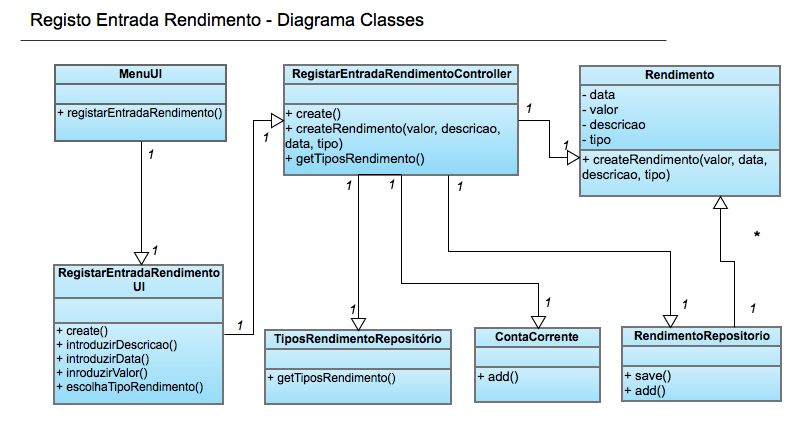 Registo Entrada Rendimento - Diagrama Classes
MenuUI
+ registarEntradaRendimento()
1
1
RegistarEntradaRendimentoController
+ create()
+ createRendimento(valor, descricao,
data, tipo)
+ getTiposRendimento()
1
1
1
1
1
1
Rendimento
- data
- valor
- descricao
- tipo
+ createRendimento(valor, data,
descricao, tipo)
*
1
RegistarEntradaRendimento
UI
+ create()
+ introduzirDescricao()
+ introduzirData()
+ inroduzirValor()
+ escolhaTipoRendimento()
1
1
TiposRendimentoRepositório
+ getTiposRendimento()
1
ContaCorrente
+ add()
1
RendimentoRepositorio
+ save()
+ add()